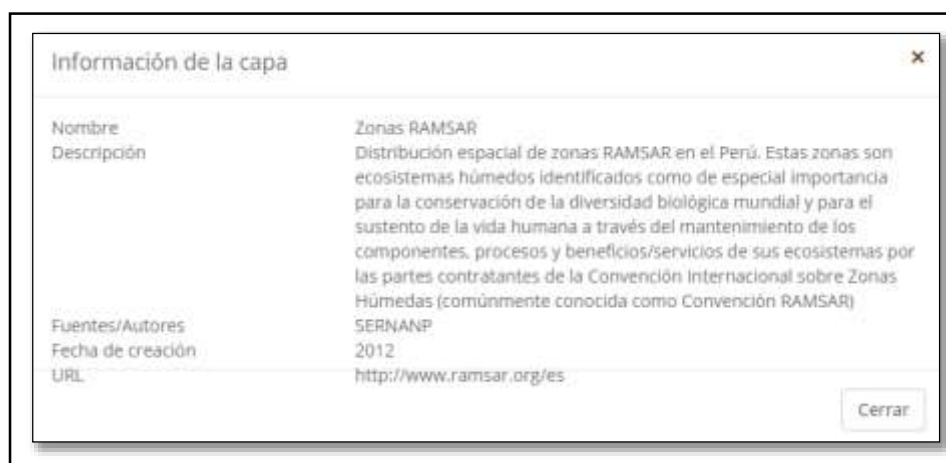 Información de la capa ×
Nombre Zonas RAMSAR
Descripción Distribución espacial de zonas RAMSAR en el Perú. Estas zonas son
ecosistemas húmedos identificados como de especial importancia
para la conservación de la diversidad biológica mundial y para el
sustento de la vida humana a través del mantenimiento de los
componentes, procesos y beneficios/servicios de sus ecosistemas por
las partes contratantes de la Convención Internacional sobre Zonas
Húmedas (comúnmente conocida como Convención RAMSAR)
Fuentes/Autores SERNANP
Fecha de creación 2012
URL http://www.ramsar.org/es
Cerrar